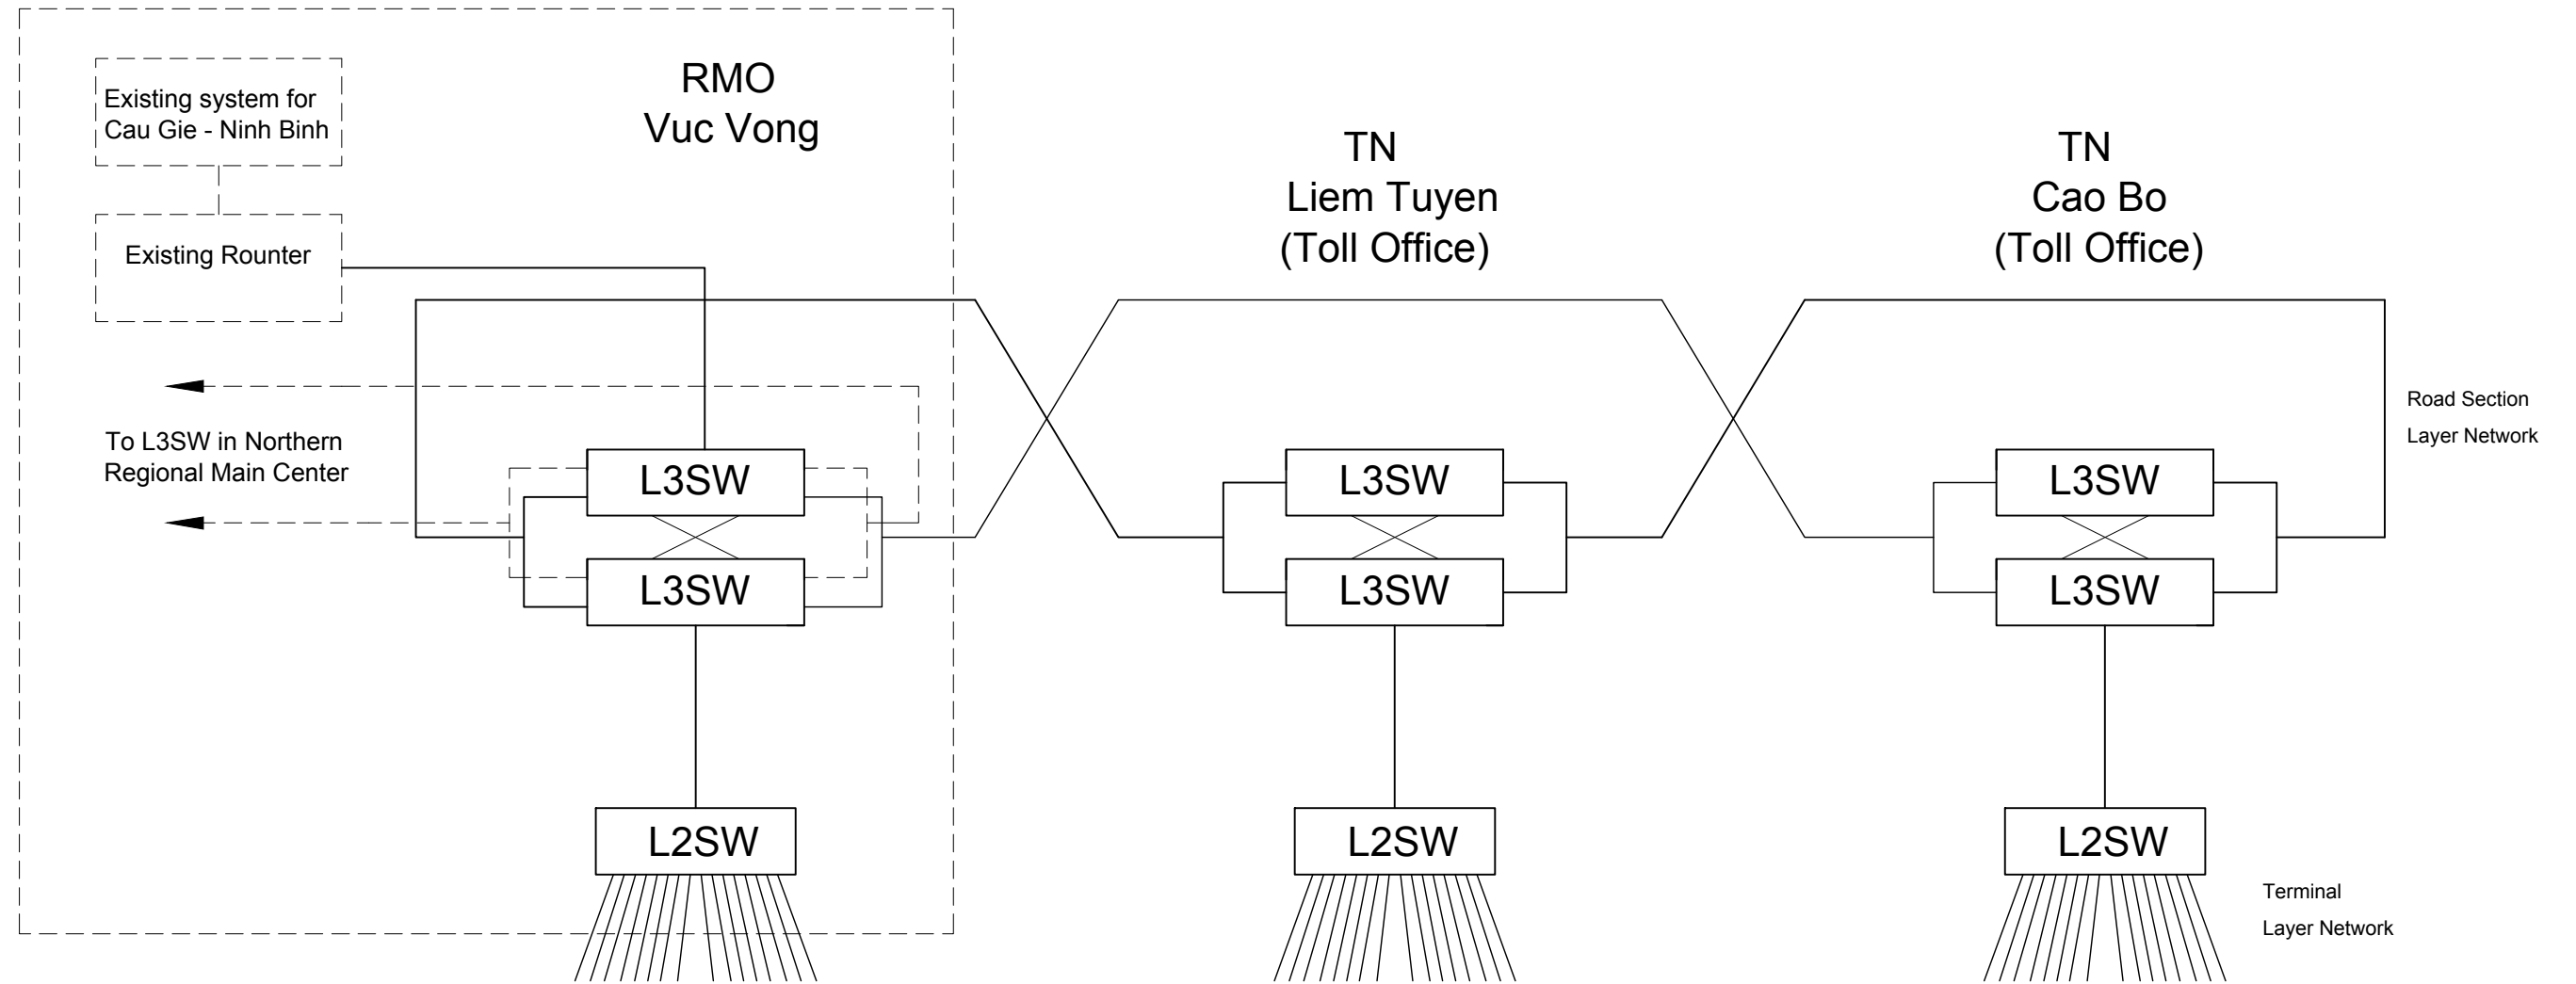 Existing system for
Cau Gie - Ninh Binh
Existing Rounter
RMO
Vuc Vong
TN
Liem Tuyen
(Toll Office)
TN
Cao Bo
(Toll Office)
To L3SW in Northern
Regional Main Center
Road Section
Layer Network
L3SW
L3SW
L3SW
L3SW
L3SW
L3SW
L2SW
L2SW
L2SW
Terminal
Layer Network